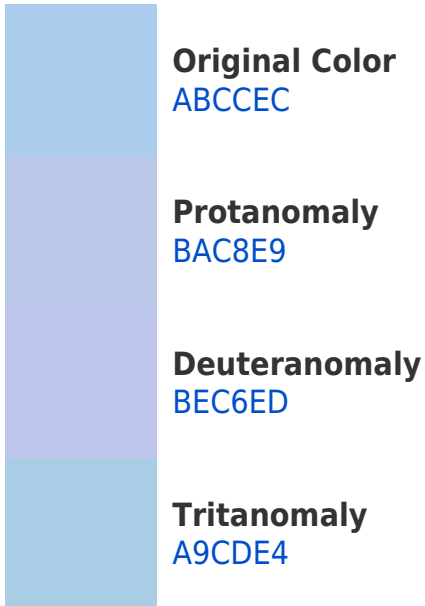 Original Color
ABCCEC
Protanomaly
BAC8E9
Deuteranomaly
BEC6ED
Tritanomaly
A9CDE4